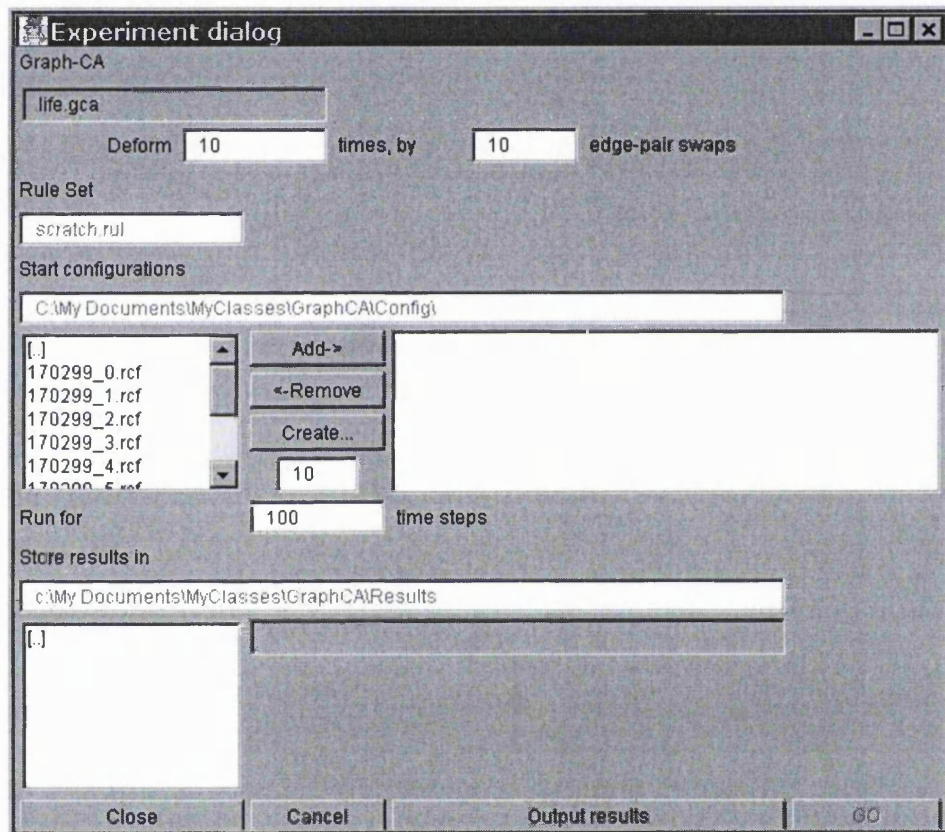 Experiment dialog
Graph-CA
life.gca
Deform 10 times, by 10 edge-pair swaps
Rule Set
scratch.rul
Start configurations
C:\My Documents\MyClasses\GraphCA\Config\
[..]
170299_0.rcf
170299_1.rcf
170299_2.rcf
170299_3.rcf
170299_4.rcf
170299_5.rcf
Add->
<-Remove
Create...
10
Run for 100 time steps
Store results in
c:\My Documents\MyClasses\GraphCA\Results
[..]
Close Cancel Output results GO